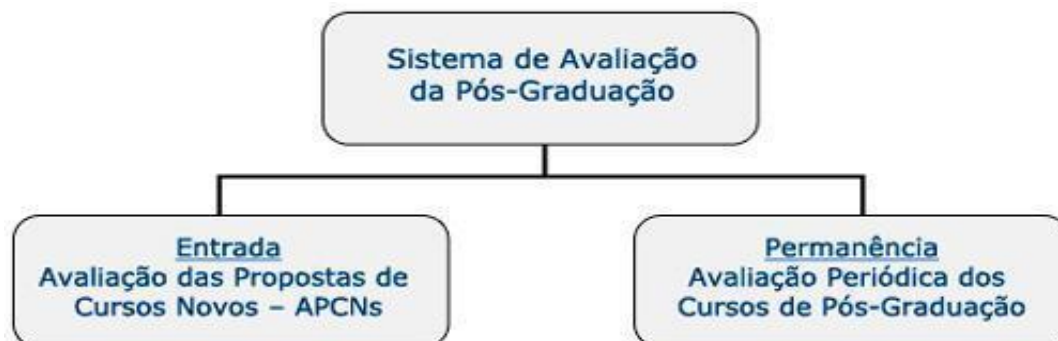 Sistema de Avaliação
da Pós-Graduação
Entrada
Avaliação das Propostas de
Cursos Novos – APCNs
Permanência
Avaliação Periódica dos
Cursos de Pós-Graduação